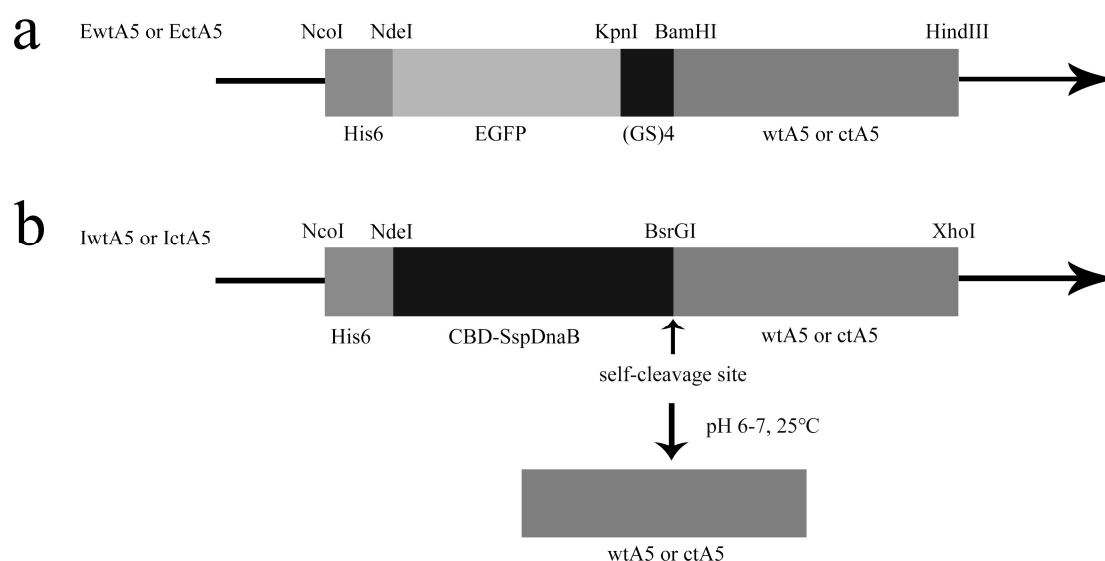 a
EwtA5 or EctA5
NcoI NdeI KpnI BamHI HindIII
His6 EGFP (GS)4 wtA5 or ctA5
b
IwtA5 or IctA5
NcoI NdeI BsrGI XhoI
His6 CBD-SspDnaB wtA5 or ctA5
self-cleavage site
pH 6-7, 25℃
wtA5 or ctA5